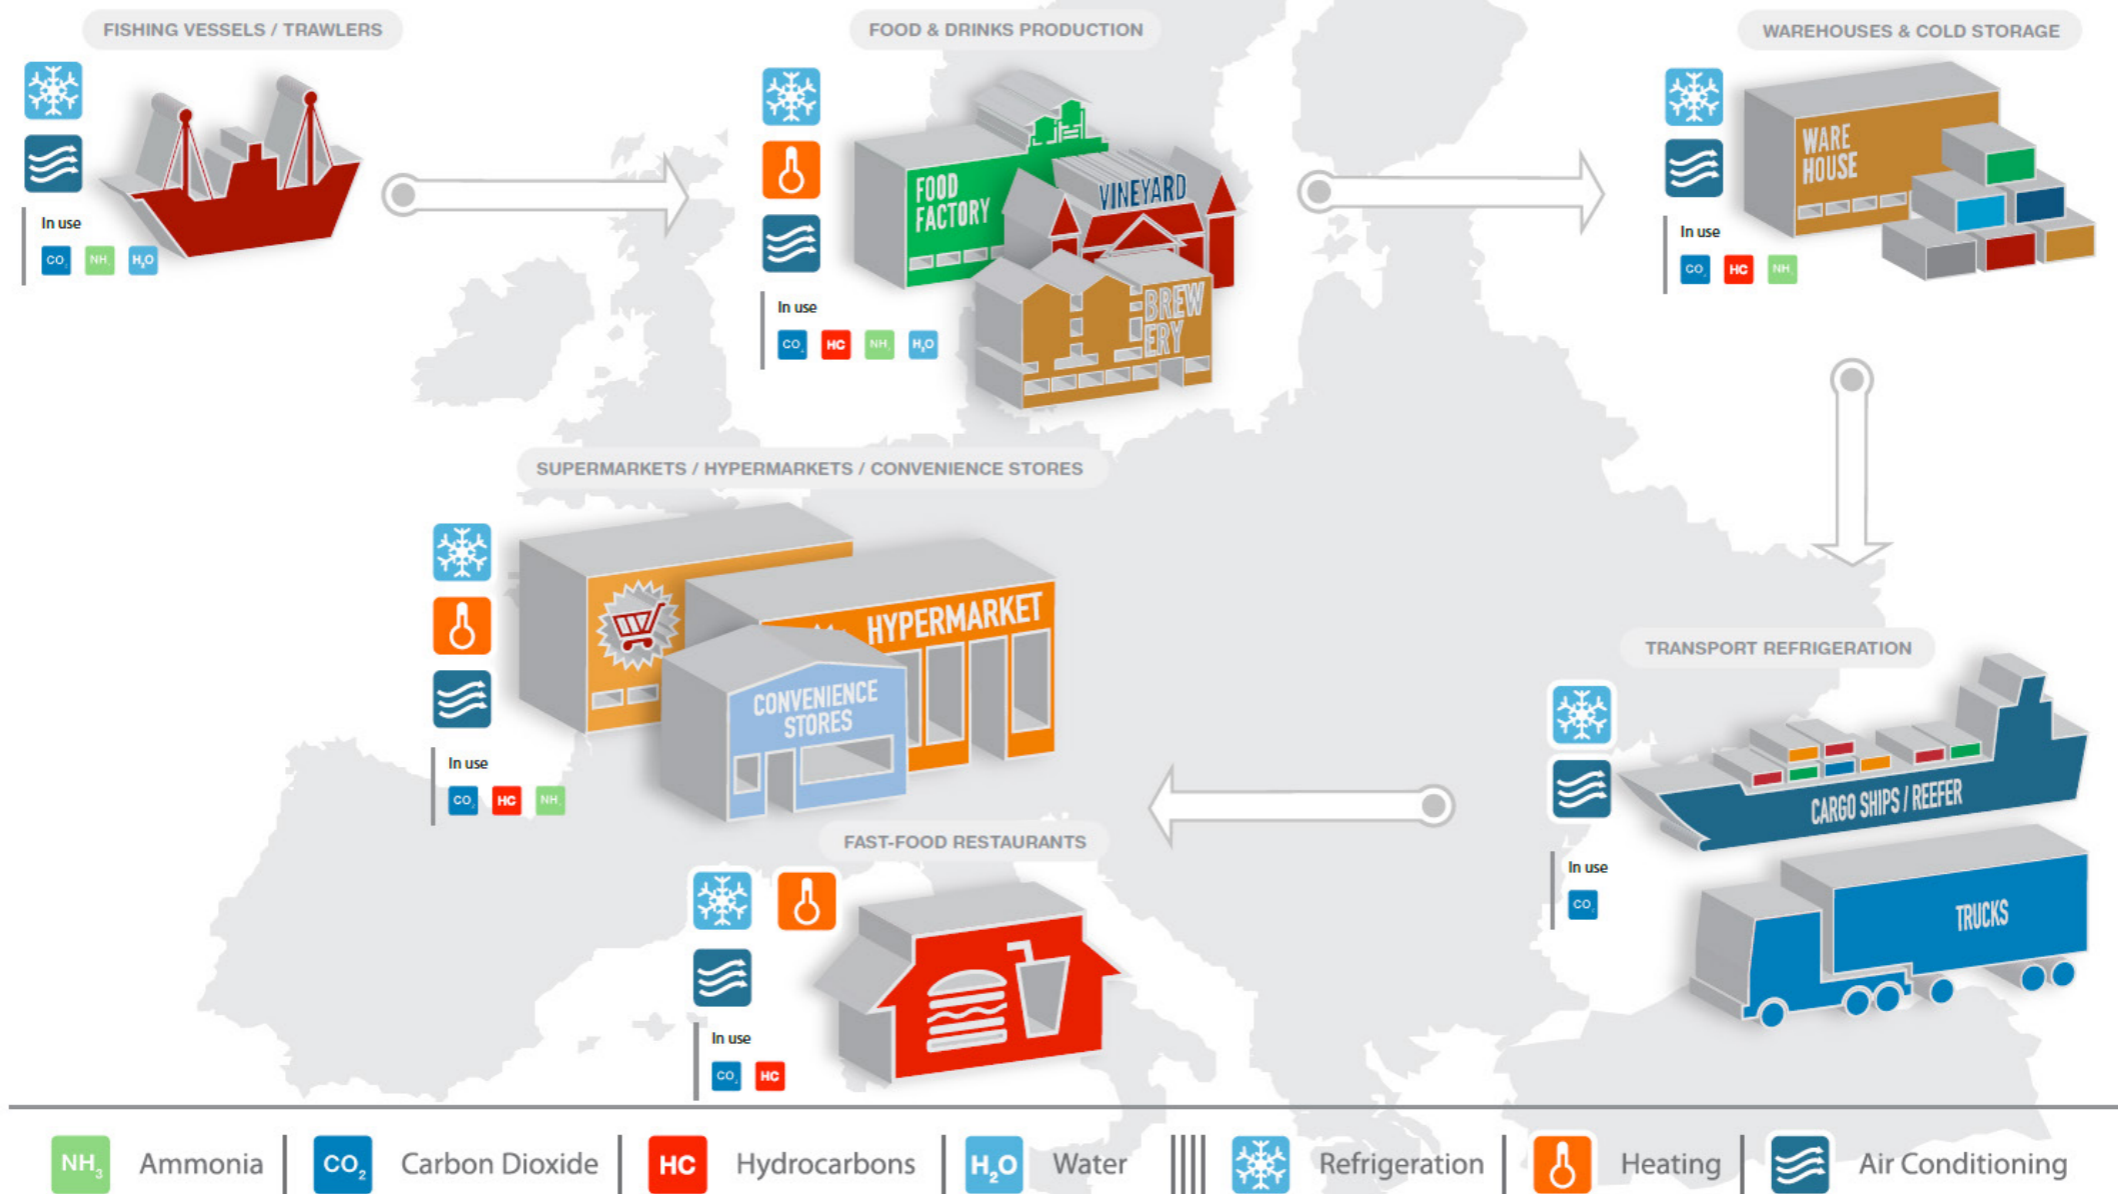 FISHING VESSELS / TRAWLERS
In use
CO₂ NH₃ H₂O
FOOD & DRINKS PRODUCTION
FOOD
FACTORY
VINEYARD
BREW
ERY
In use
CO₂ HC NH₃ H₂O
WAREHOUSES & COLD STORAGE
WARE
HOUSE
In use
CO₂ HC NH₃
SUPERMARKETS / HYPERMARKETS / CONVENIENCE STORES
HYPERMARKET
CONVENIENCE
STORES
In use
CO₂ HC NH₃
TRANSPORT REFRIGERATION
CARGO SHIPS / REEFER
TRUCKS
In use
CO₂
FAST-FOOD RESTAURANTS
In use
CO₂ HC
NH₃ Ammonia CO₂ Carbon Dioxide HC Hydrocarbons H₂O Water Refrigeration Heating Air Conditioning